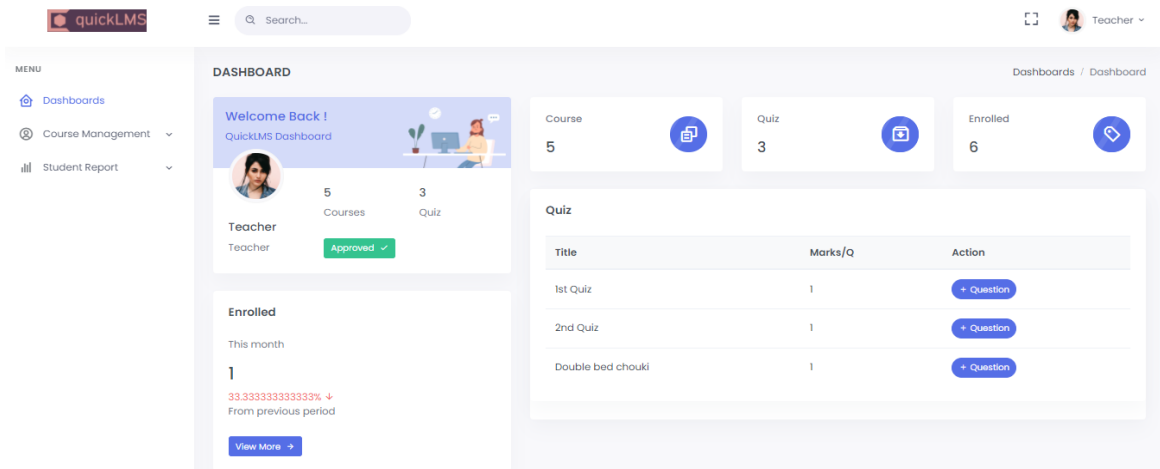 quickLMS
Search...
Teacher
MENU
Dashboards
Course Management
Student Report
DASHBOARD
Dashboards / Dashboard
Welcome Back !
QuickLMS Dashboard
5
Courses
3
Quiz
Teacher
Teacher
Approved
Enrolled
This month
1
33.333333333333%
From previous period
View More
Course
5
Quiz
3
Enrolled
6
Quiz
Title Marks/Q Action
1st Quiz 1 + Question
2nd Quiz 1 + Question
Double bed chouki 1 + Question